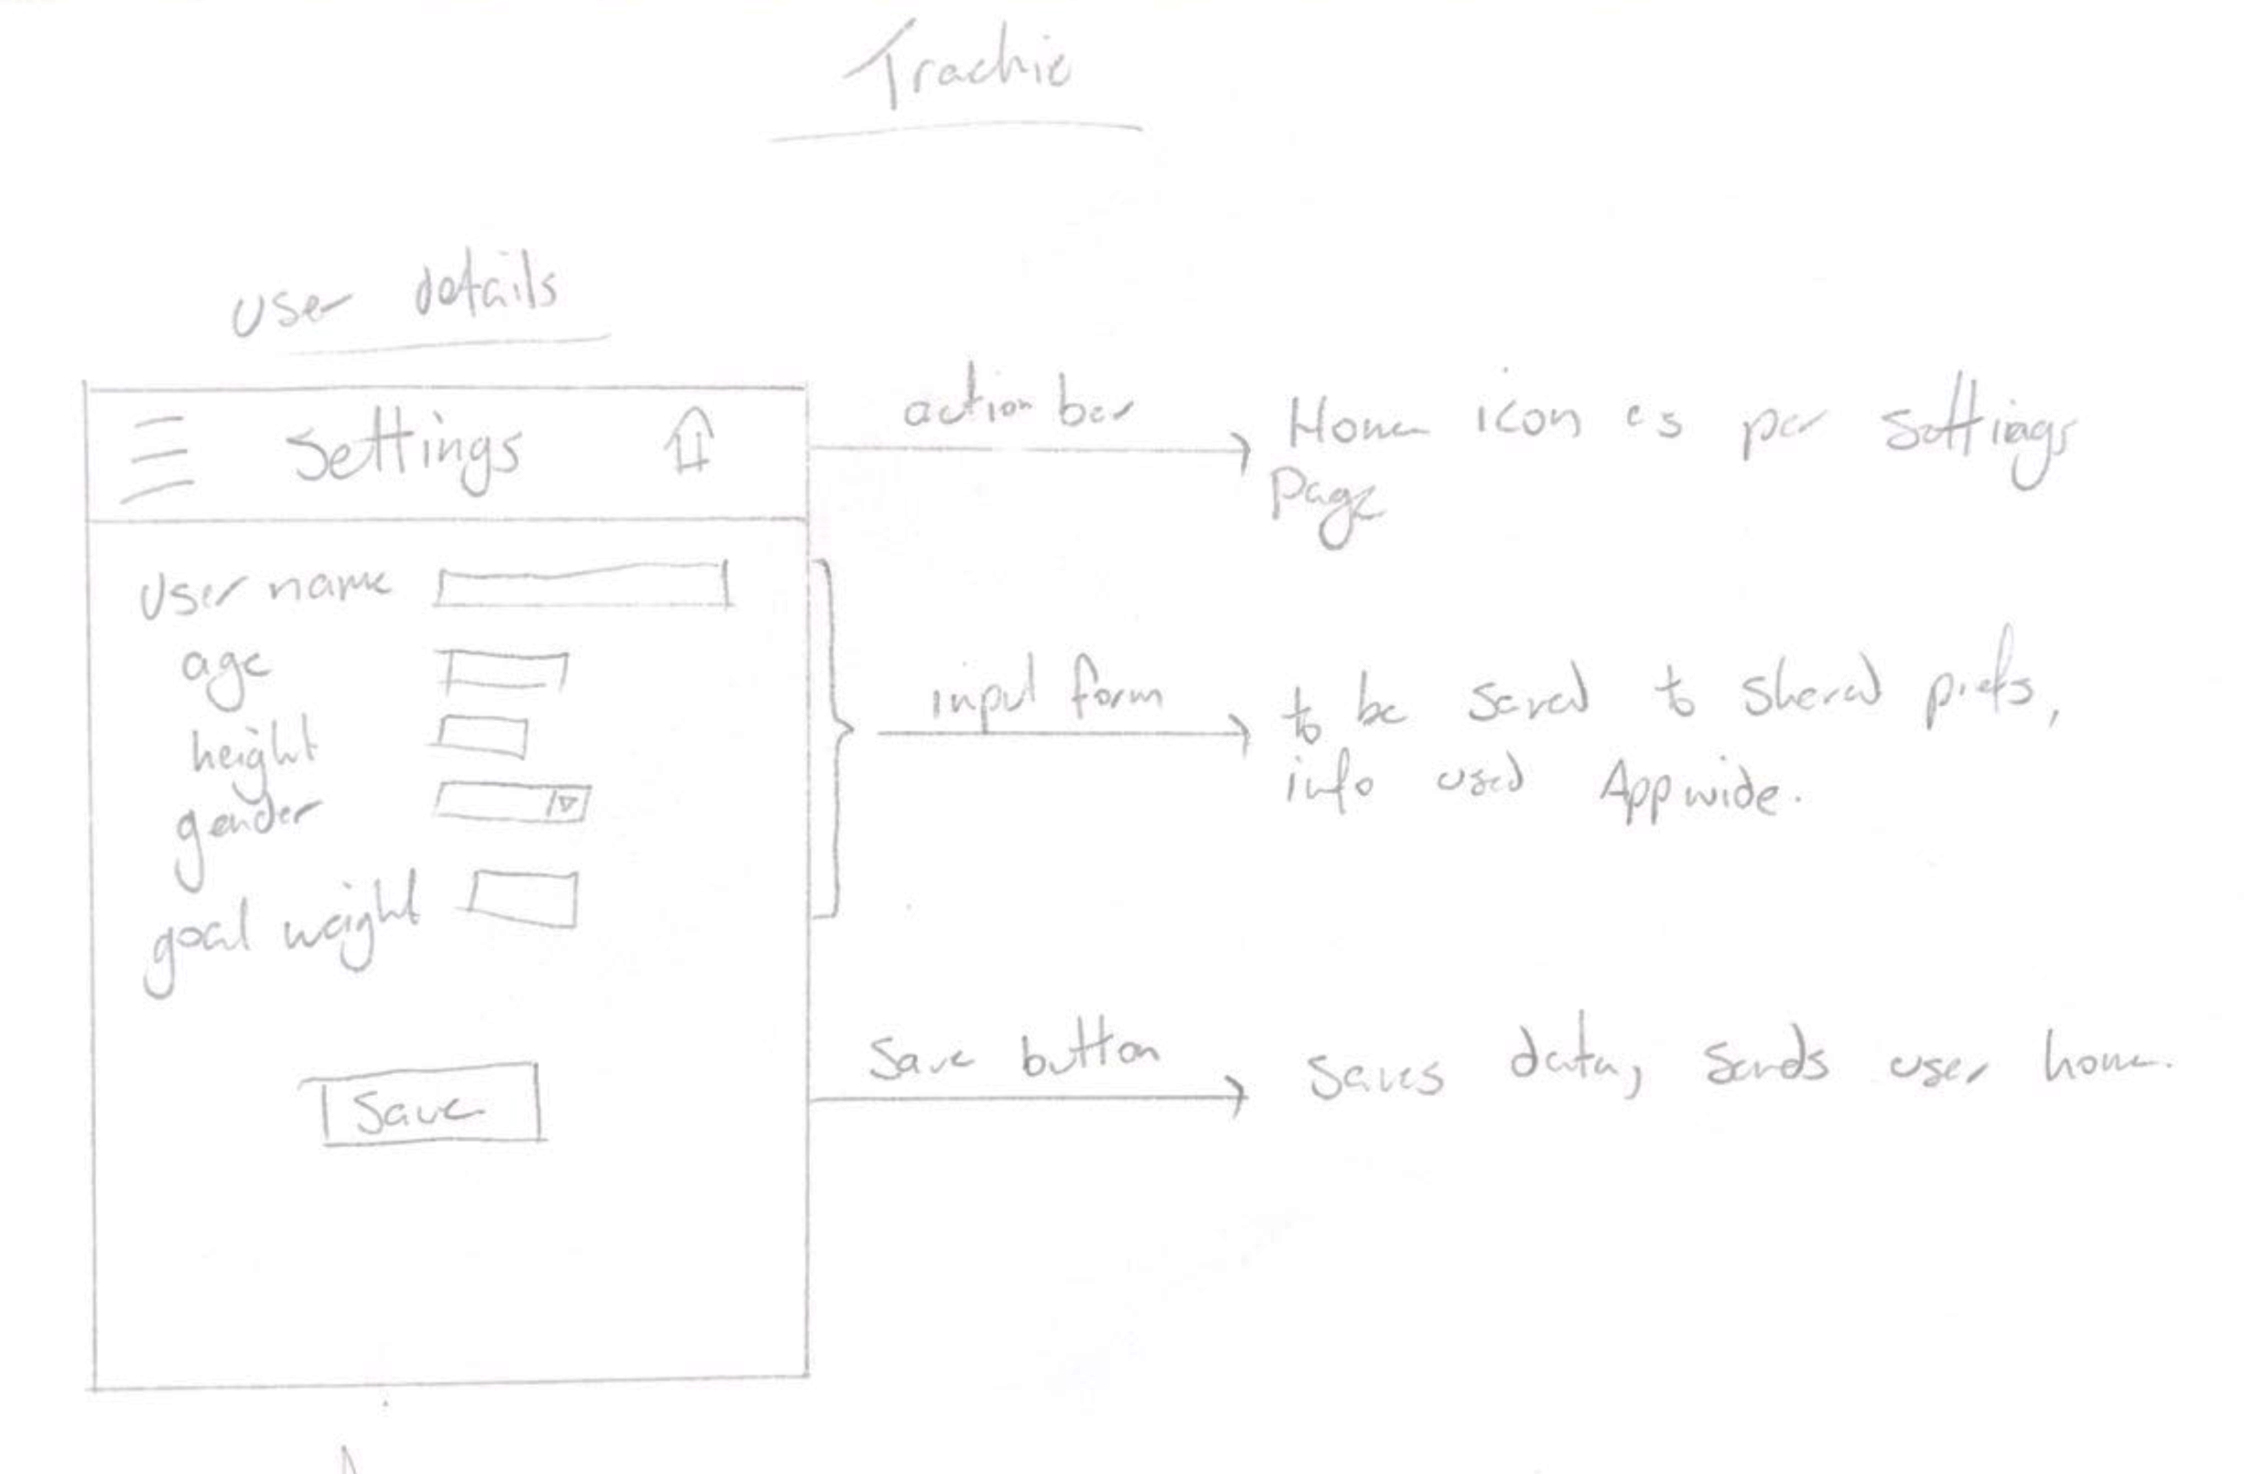 Trackie
User details
Settings
action bar
Home icon as per Settings
Page
User name
age
height
gender
goal weight
input form
to be saved to shared prefs,
info used App wide.
Save
Save button
saves data, sends user home.